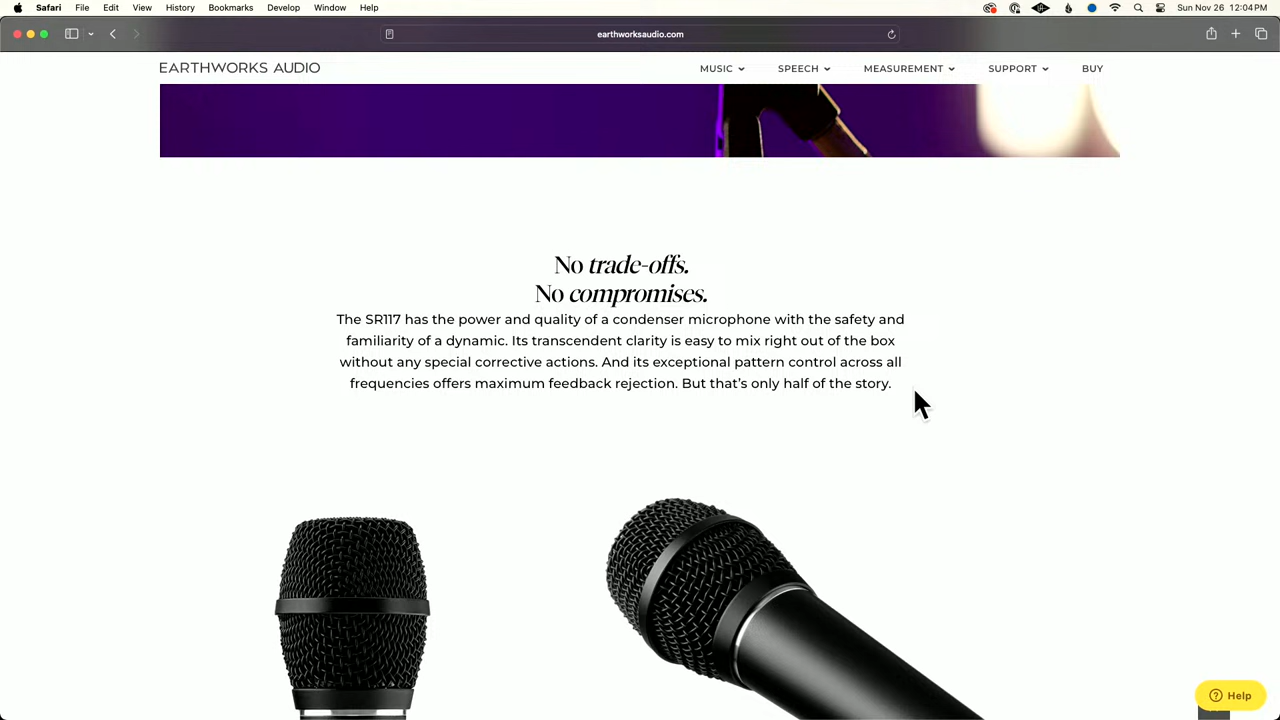 Safari File Edit View History Bookmarks Develop Window Help
Sun Nov 26 12:04 PM
earthworksaudio.com
EARTHWORKS AUDIO
MUSIC SPEECH MEASUREMENT SUPPORT BUY
No trade-offs.
No compromises.
The SR117 has the power and quality of a condenser microphone with the safety and
familiarity of a dynamic. Its transcendent clarity is easy to mix right out of the box
without any special corrective actions. And its exceptional pattern control across all
frequencies offers maximum feedback rejection. But that’s only half of the story.
Help